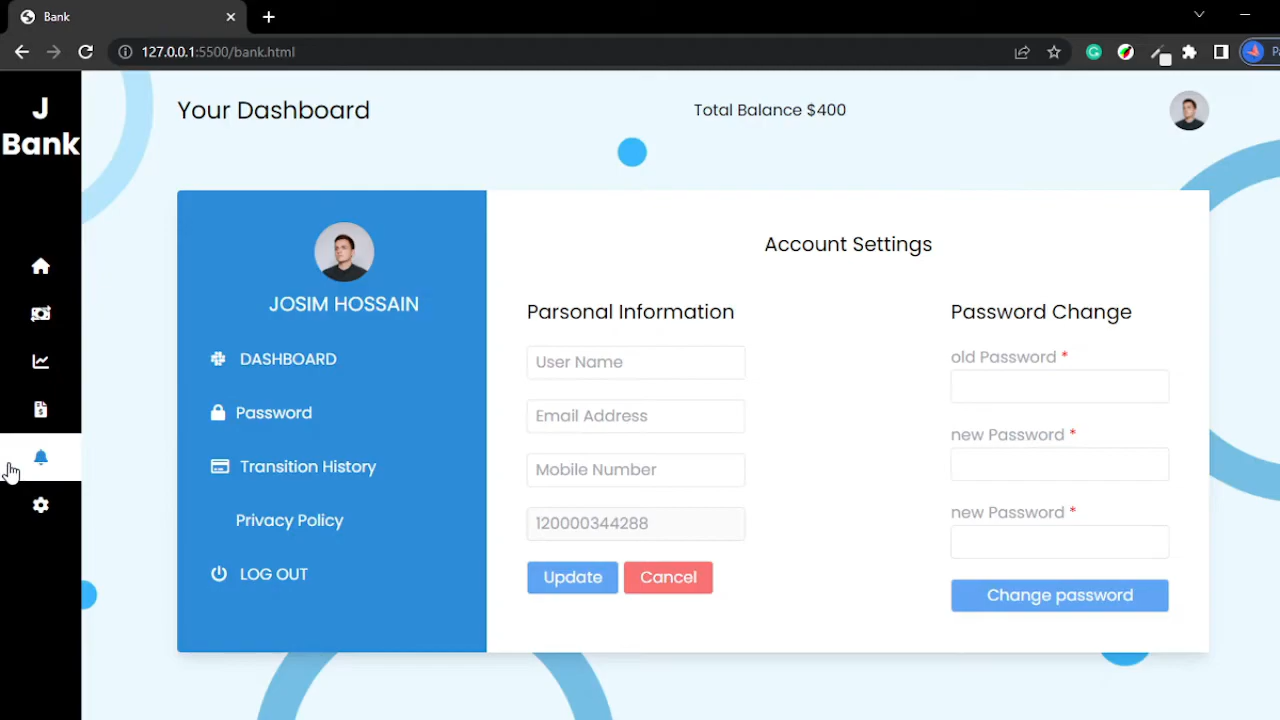 Bank
127.0.0.1:5500/bank.html
J
Bank
Your Dashboard
Total Balance $400
JOSIM HOSSAIN
DASHBOARD
Password
Transition History
Privacy Policy
LOG OUT
Account Settings
Parsonal Information
User Name
Email Address
Mobile Number
120000344288
Update Cancel
Password Change
old Password *
new Password *
new Password *
Change password